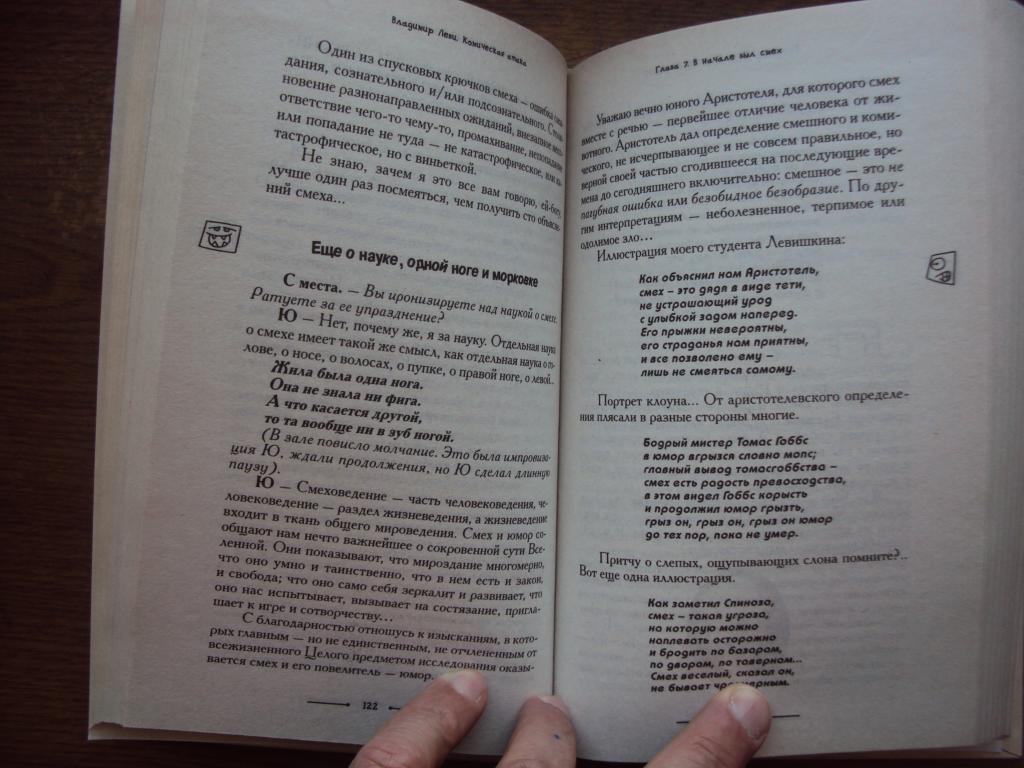 Владимир Леви. Комическая атака
Один из спусковых крючков смеха – ошибка
дания, сознательного и/или подсознательного.
новение разнонаправленных ожиданий, внезапное
ответствие чего-то чему-то, промахивание, непопадание
или попадание не туда — не катастрофическое, или
тастрофическое, но с виньеткой.
Не знаю, зачем я это все вам говорю, ей-богу,
лучше один раз посмеяться, чем получить сто объясне-
ний смеха...
Еще о науке, одной ноге и морковке
С места. — Вы иронизируете над наукой о смехе.
Ратуете за ее упразднение?
Ю — Нет, почему же, я за науку. Отдельная наука
о смехе имеет такой же смысл, как отдельная наука о го-
лове, о носе, о волосах, о пупке, о правой ноге, о левой..
Жила была одна нога.
Она не знала ни фига.
А что касается другой,
то та вообще ни в зуб ногой.
(В зале повисло молчание. Это была импровиза-
ция Ю, ждали продолжения, но Ю сделал длинную
паузу).
Ю — Смеховедение — часть человековедения, че-
ловековедение — раздел жизневедения, а жизневедение
входит в ткань общего мироведения. Смех и юмор со-
общают нам нечто важнейшее о сокровенной сути Все-
ленной. Они показывают, что мироздание многомерно,
что оно умно и таинственно, что в нем есть и закон,
и свобода; что оно само себя зеркалит и развивает, что
оно нас испытывает, вызывает на состязание, пригла-
шает к игре и сотворчеству...
С благодарностью отношусь к изысканиям, в кото-
рых главным — но не единственным, не отчлененным от
всежизненного Целого предметом исследования оказы-
вается смех и его повелитель — юмор.
122
Глава 7. В начале был смех
Уважаю вечно юного Аристотеля, для которого смех
вместе с речью — первейшее отличие человека от жи-
вотного. Аристотель дал определение смешного и коми-
ческого, не исчерпывающее и не совсем правильное, но
верной своей частью сгодившееся на последующие вре-
мена до сегодняшнего включительно: смешное — это не
пагубная ошибка или безобидное безобразие. По дру-
гим интерпретациям — неболезненное, терпимое или
одолимое зло...
Иллюстрация моего студента Левишкина:
Как объяснил нам Аристотель,
смех – это дядя в виде тети,
не устрашающий урод
с улыбкой задом наперед.
Его прыжки невероятны,
его страданья нам приятны,
и все позволено ему –
лишь не смеяться самому.
Портрет клоуна... От аристотелевского определе-
ния плясали в разные стороны многие.
Бодрый мистер Томас Гоббс
в юмор вгрызся словно мопс;
главный вывод томасгоббства –
смех есть радость превосходства,
в этом видел Гоббс корысть
и продолжил юмор грызть,
грыз он, грыз он, грыз он юмор
до тех пор, пока не умер.
Притчу о слепых, ощупывающих слона помните?..
Вот еще одна иллюстрация.
Как заметил Спиноза,
смех – такая угроза,
на которую можно
наплевать осторожно
и бродить по базарам,
по дворам, по тавернам...
Смех веселый, сказал он,
не бывает чрезмерным.